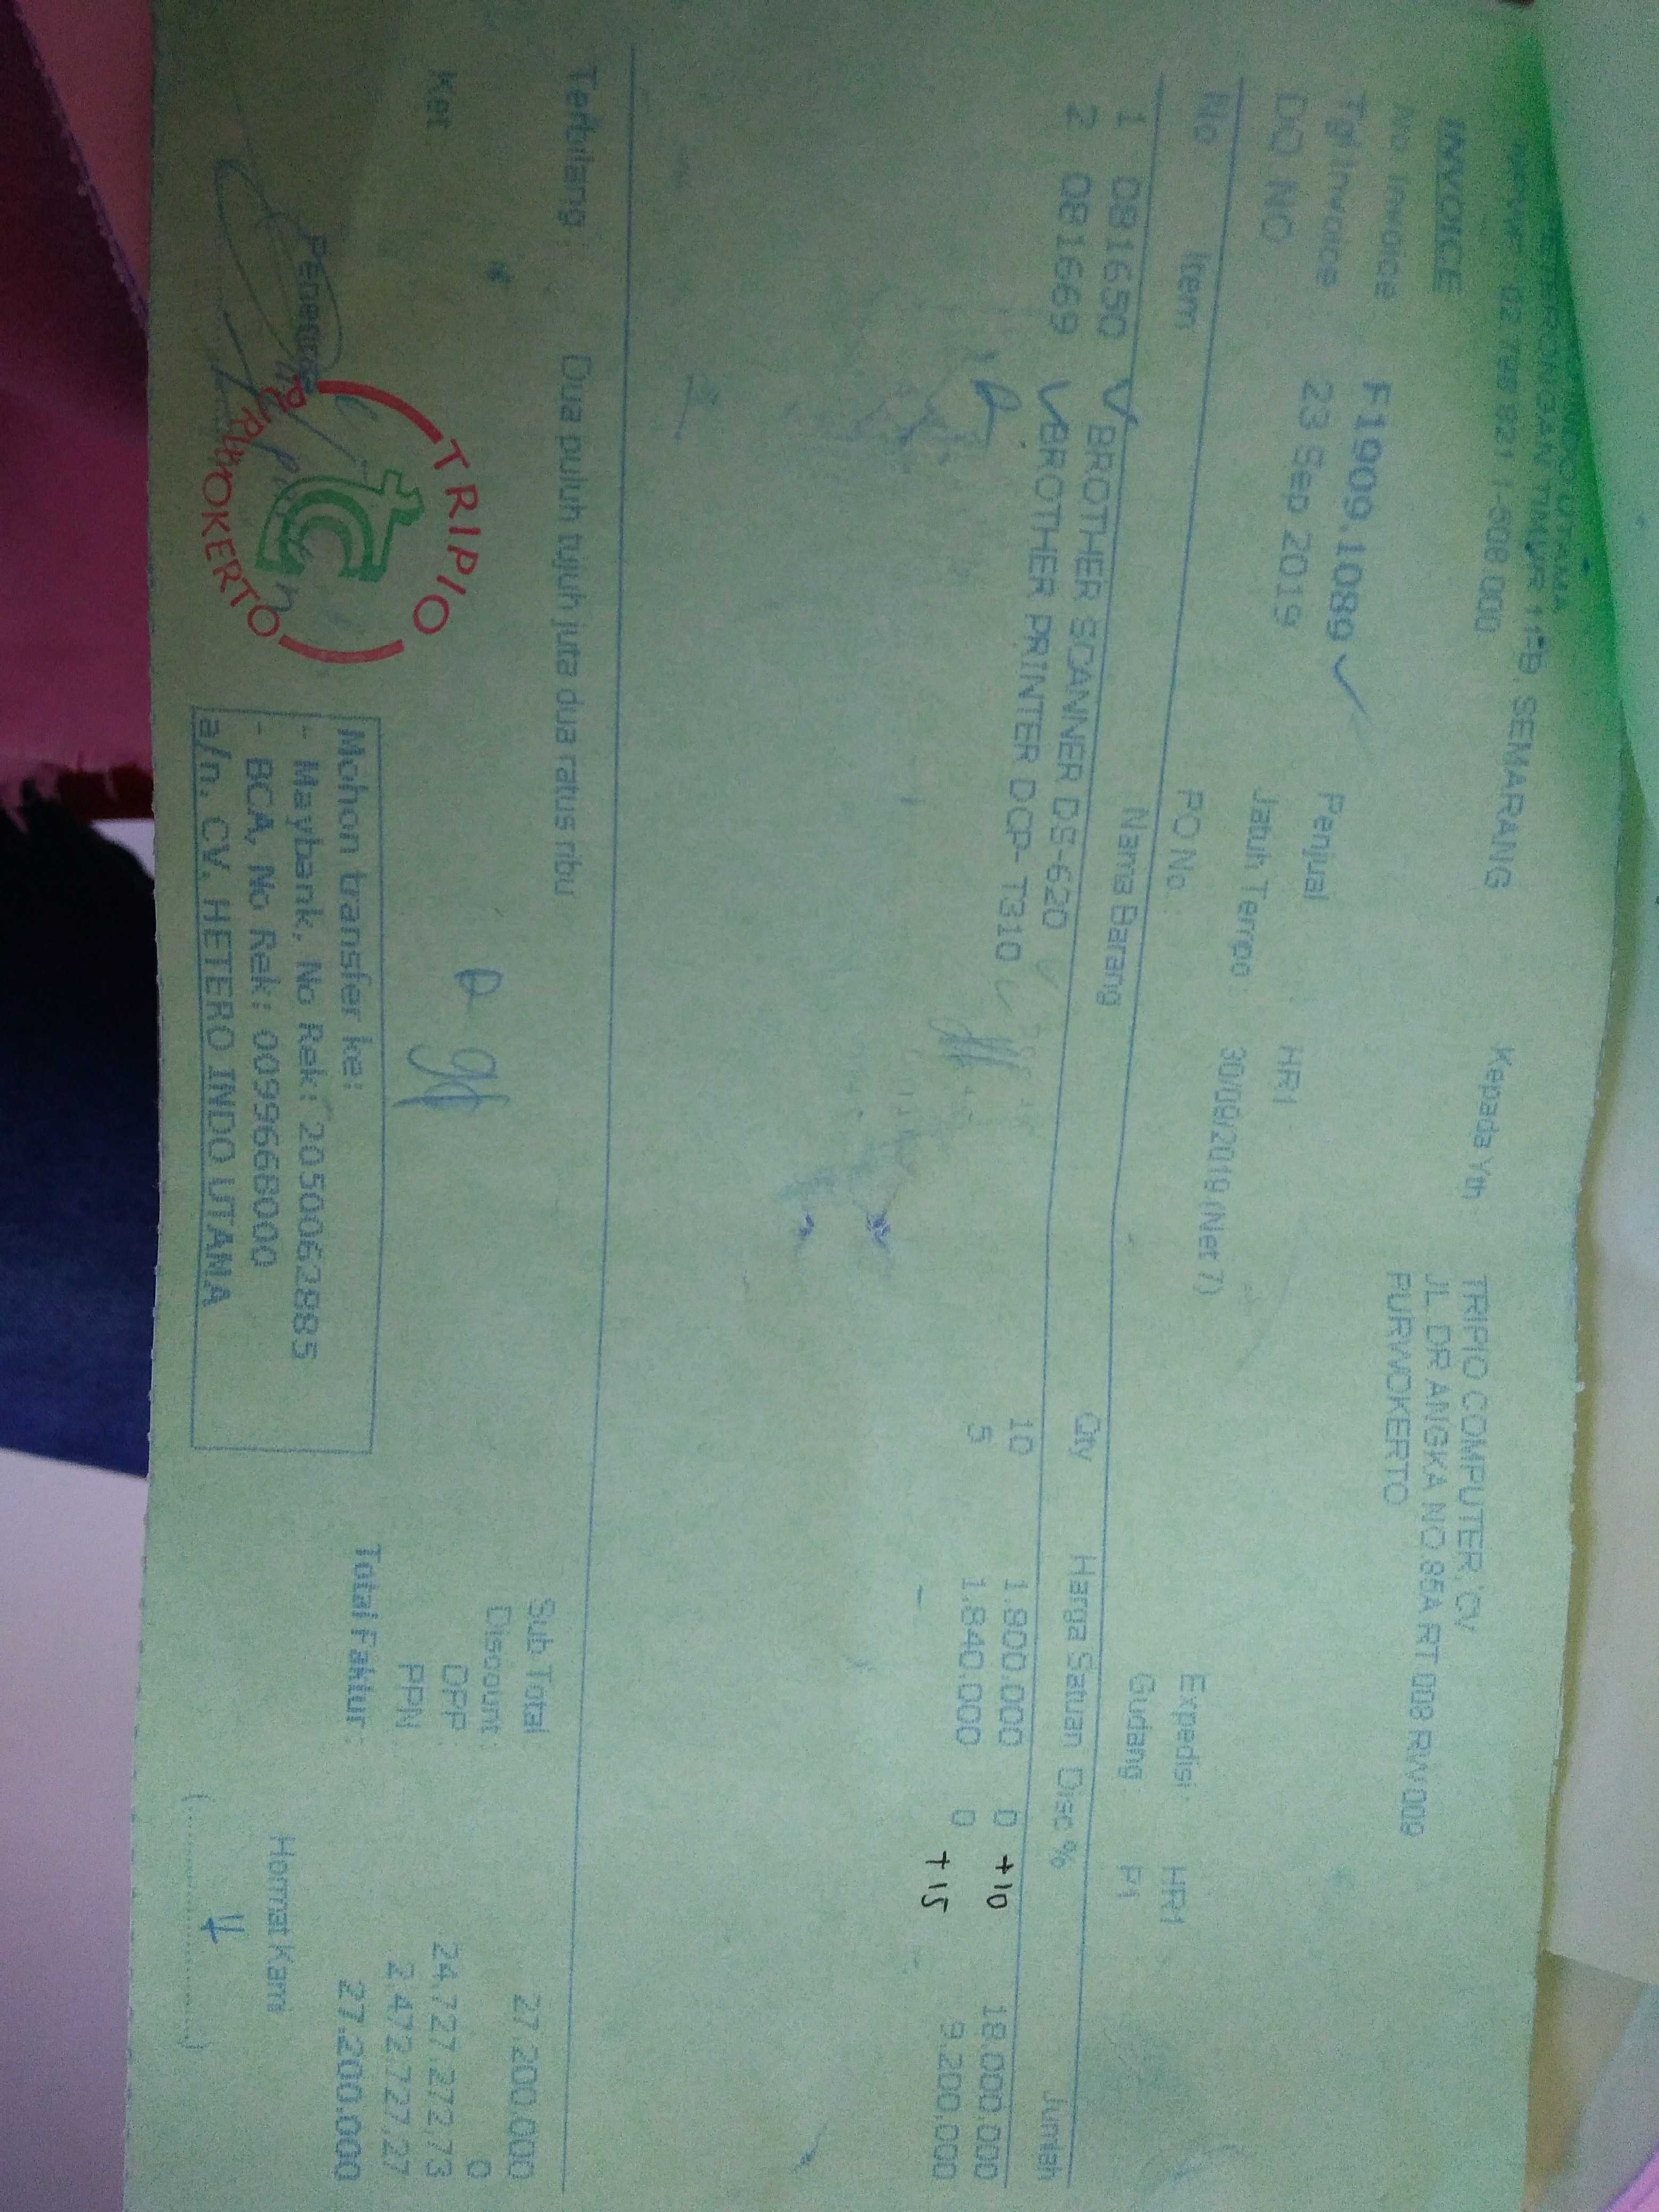 INDO UTAMA
TIMUR 11-B, SEMARANG
INVOICE
Kepada Yth
TRIPIO COMPUTER, CV
JL. DR ANGKA NO 85A RT 008 RW 009
PURWOKERTO
No Invoice F1909.1089
Tgl Invoice : 23 Sep 2019 Penjual HR1
DO NO Jatuh Tempo : 30/09/2019 (Net 7) Expedisi : HR1
PO No Gudang : P1
No Item Nama Barang Qty Harga Satuan Disc % Jumlah
1 081650 BROTHER SCANNER DS-620 10 1.800.000 0 +10 18.000.000
2 081669 BROTHER PRINTER DCP- T310 5 1.840.000 0 +15 9.200.000
Terbilang : Dua puluh tujuh juta dua ratus ribu
Sub Total 27.200.000
Discount 0
Ket
DPP 24.727.272,73
PPN 2.472.727,27
Total Faktur : 27.200.000
Mohon transfer ke:
- Maybank, No Rek: 2050062885
- BCA, No Rek: 009968000
a/n. CV. HETERO INDO UTAMA
Penerima
Hormat Kami
TRIPIO
PURWOKERTO